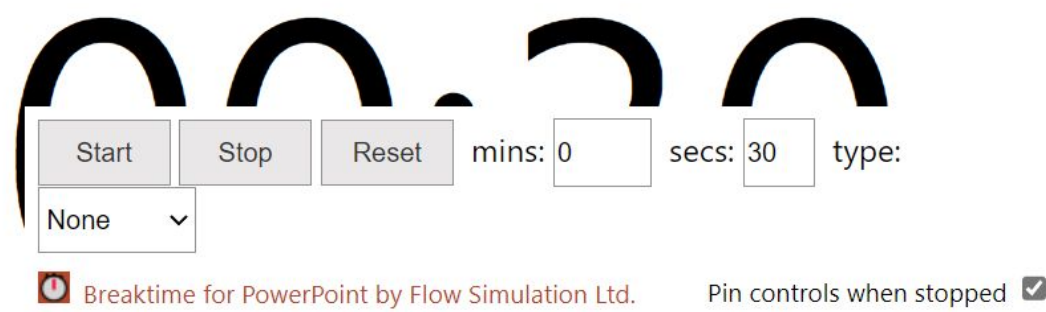 00:30
Start Stop Reset mins: 0 secs: 30 type:
None
Breaktime for PowerPoint by Flow Simulation Ltd. Pin controls when stopped